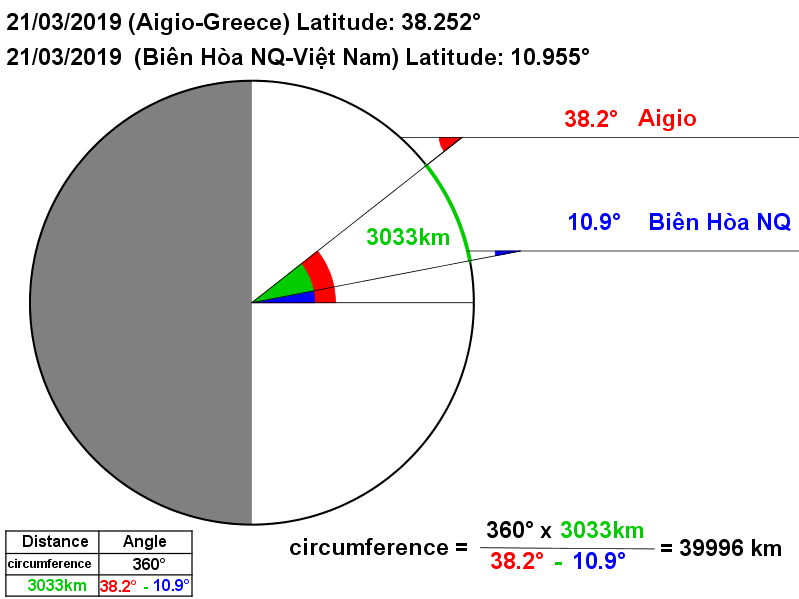 21/03/2019 (Aigio-Greece) Latitude: 38.252°
21/03/2019 (Biên Hòa NQ-Việt Nam) Latitude: 10.955°
38.2° Aigio
10.9° Biên Hòa NQ
3033km
Distance Angle
circumference 360°
3033km 38.2° - 10.9°
circumference = 360° x 3033km
38.2° - 10.9°
= 39996 km